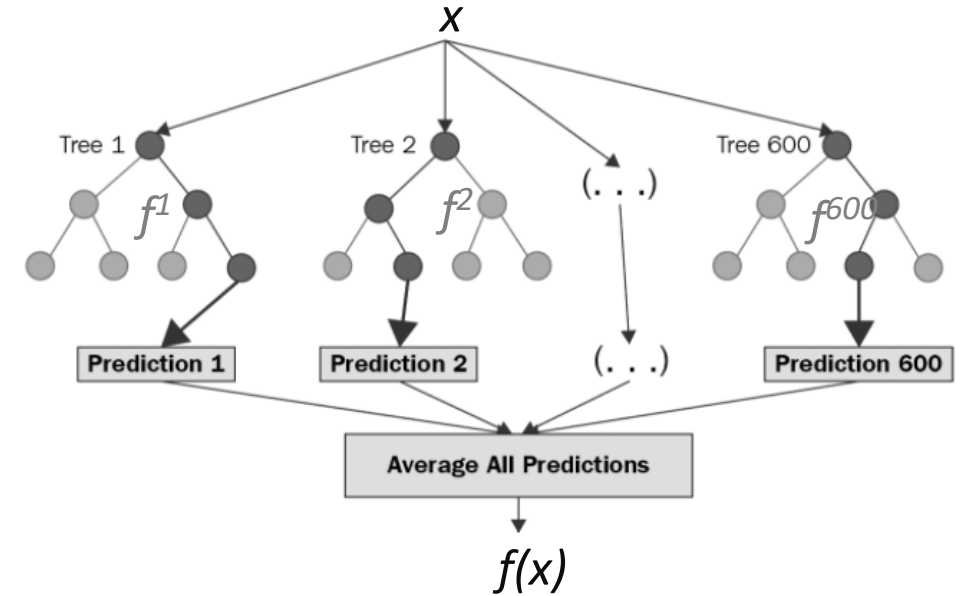 x
Tree 1
Tree 2
Tree 600
(. . .)
f¹
f²
f⁶⁰⁰
Prediction 1
Prediction 2
(. . .)
Prediction 600
Average All Predictions
f(x)